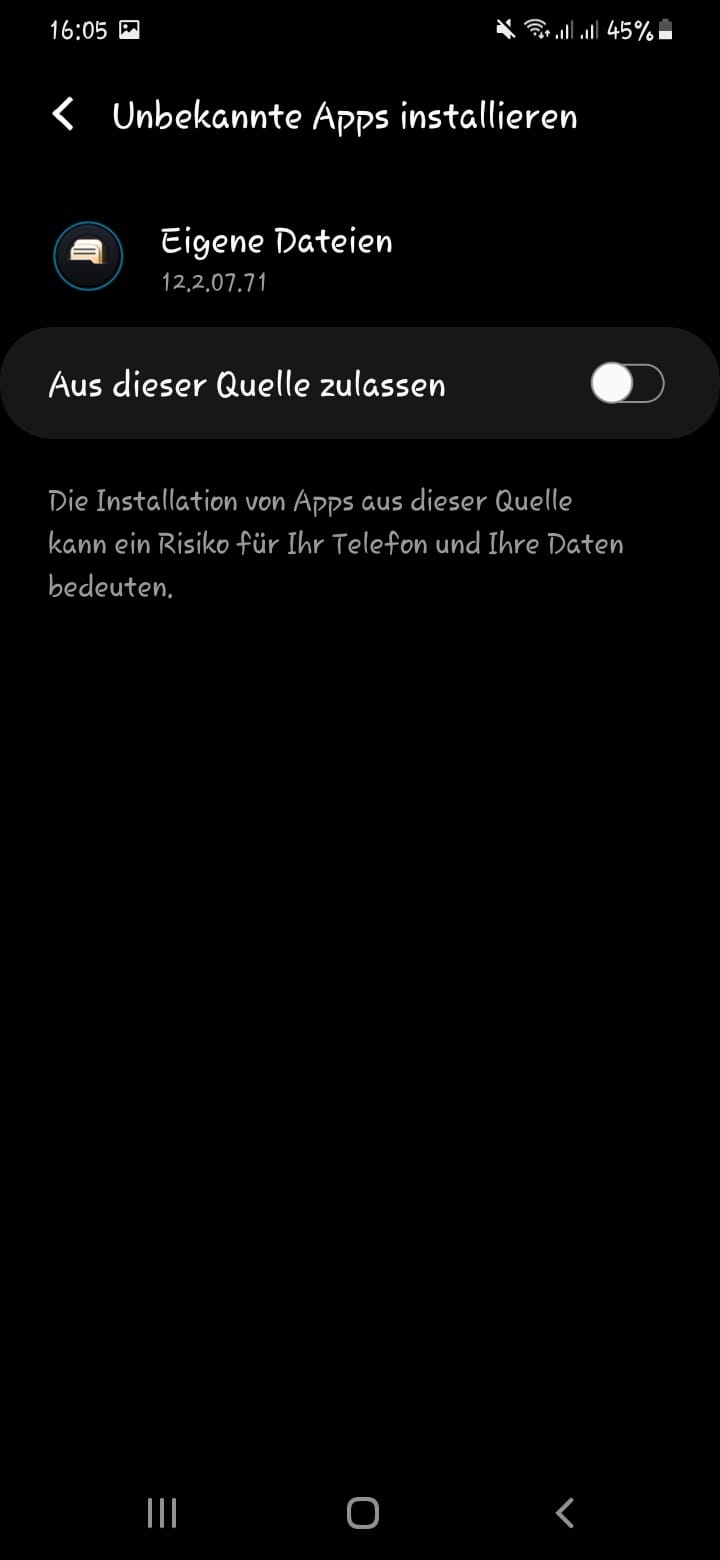 16:05 45%
Unbekannte Apps installieren
Eigene Dateien
12.2.07.71
Aus dieser Quelle zulassen
Die Installation von Apps aus dieser Quelle
kann ein Risiko für Ihr Telefon und Ihre Daten
bedeuten.